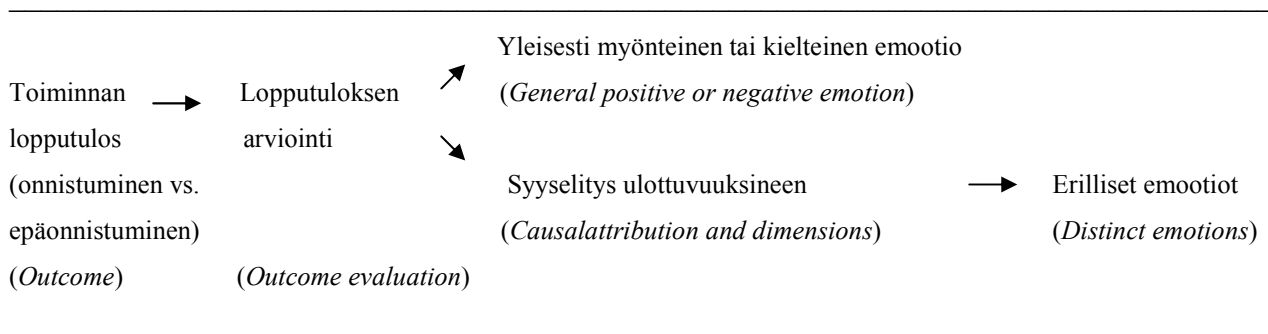 Yleisesti myönteinen tai kielteinen emootio
Toiminnan Lopputuloksen (General positive or negative emotion)
lopputulos arviointi
(onnistuminen vs. Syyselitys ulottuvuuksineen Erilliset emootiot
epäonnistuminen) (Causalattribution and dimensions) (Distinct emotions)
(Outcome) (Outcome evaluation)